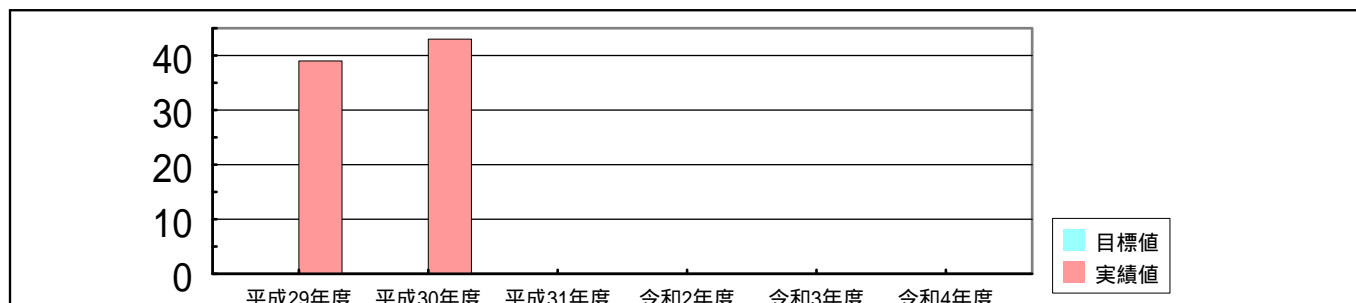 40
30
20
10
0
平成29年度 平成30年度 平成31年度 令和2年度 令和3年度 令和4年度
目標値
実績値